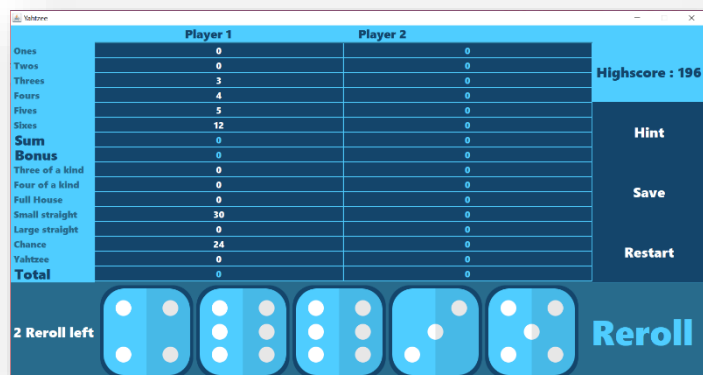 Yahtzee
Player 1 Player 2
Ones 0 0
Twos 0 0
Threes 3 0
Fours 4 0
Fives 5 0
Sixes 12 0
Sum 0 0
Bonus 0 0
Three of a kind 0 0
Four of a kind 0 0
Full House 0 0
Small straight 30 0
Large straight 0 0
Chance 24 0
Yahtzee 0 0
Total 0 0
Highscore : 196
Hint
Save
Restart
2 Reroll left
Reroll